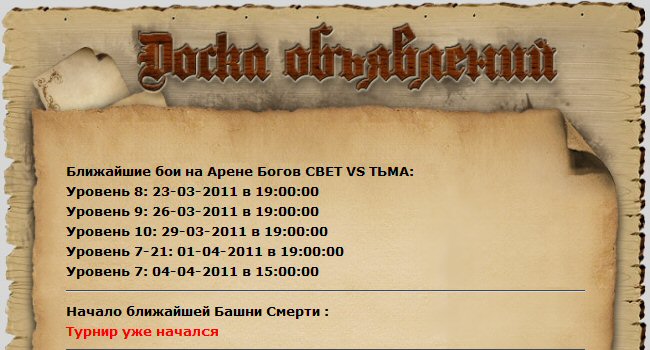 Доска объявлений
Ближайшие бои на Арене Богов СВЕТ VS ТЬМА:
Уровень 8: 23-03-2011 в 19:00:00
Уровень 9: 26-03-2011 в 19:00:00
Уровень 10: 29-03-2011 в 19:00:00
Уровень 7-21: 01-04-2011 в 19:00:00
Уровень 7: 04-04-2011 в 15:00:00
Начало ближайшей Башни Смерти :
Турнир уже начался